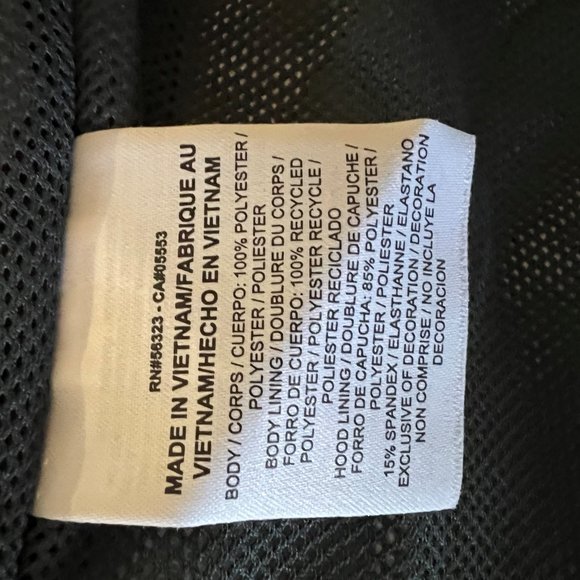 RN#56323 - CA#05553
MADE IN VIETNAM/FABRIQUE AU
VIETNAM/HECHO EN VIETNAM
BODY / CORPS / CUERPO: 100% POLYESTER /
POLYESTER / POLIESTER
BODY LINING / DOUBLURE DU CORPS /
FORRO DE CUERPO: 100% RECYCLED
POLYESTER / POLYESTER RECYCLE /
POLIESTER RECICLADO
HOOD LINING / DOUBLURE DE CAPUCHE /
FORRO DE CAPUCHA: 85% POLYESTER /
POLYESTER / POLIESTER.
15% SPANDEX / ELASTHANNE / ELASTANO
EXCLUSIVE OF DECORATION / DECORATION
NON COMPRISE / NO INCLUYE LA
DECORACION